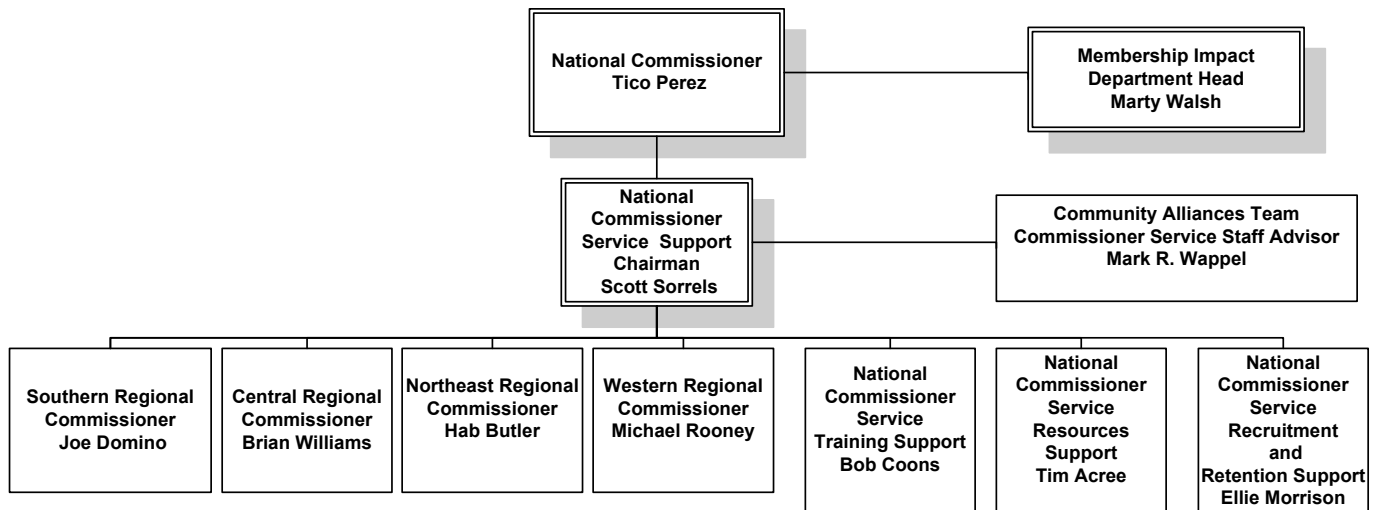 National Commissioner
Tico Perez
Membership Impact
Department Head
Marty Walsh
National
Commissioner
Service Support
Chairman
Scott Sorrels
Community Alliances Team
Commissioner Service Staff Advisor
Mark R. Wappel
Southern Regional
Commissioner
Joe Domino
Central Regional
Commissioner
Brian Williams
Northeast Regional
Commissioner
Hab Butler
Western Regional
Commissioner
Michael Rooney
National
Commissioner
Service
Training Support
Bob Coons
National
Commissioner
Service
Resources
Support
Tim Acree
National
Commissioner
Service
Recruitment
and
Retention Support
Ellie Morrison